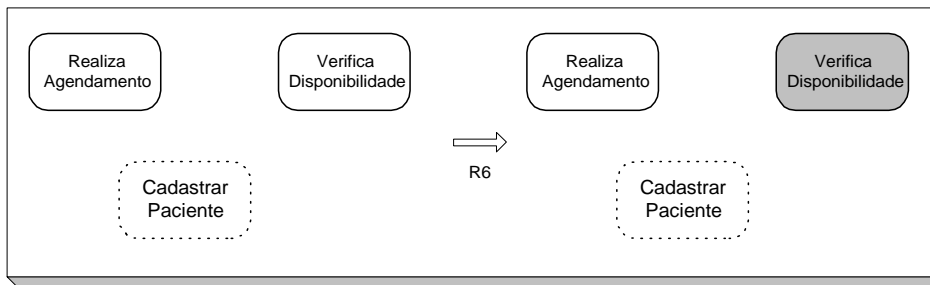 Realiza
Agendamento
Verifica
Disponibilidade
Realiza
Agendamento
Verifica
Disponibilidade
R6
Cadastrar
Paciente
Cadastrar
Paciente